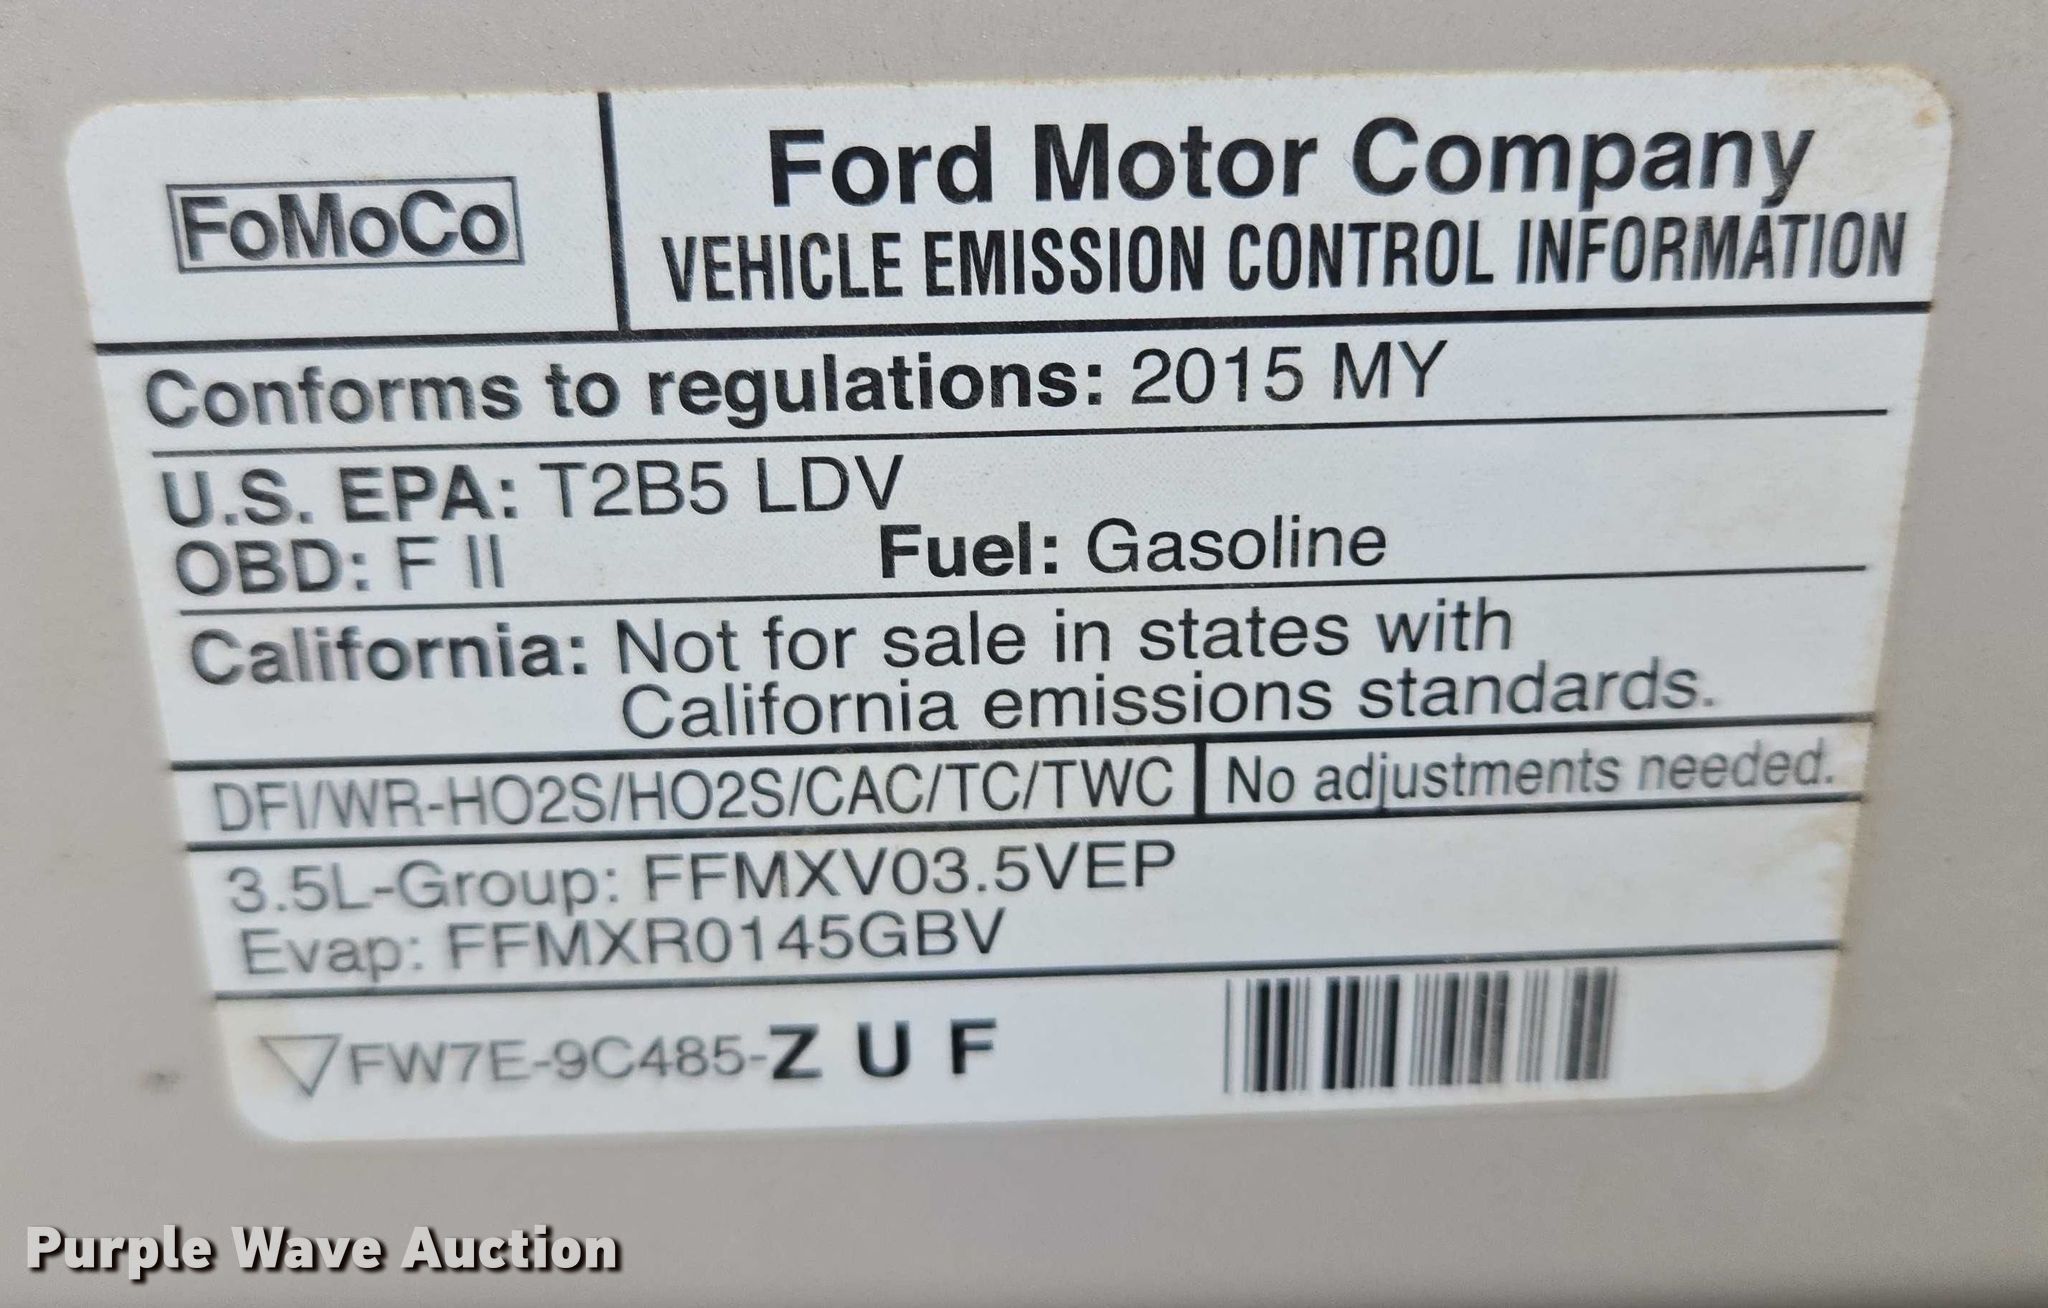 FoMoCo
Ford Motor Company
VEHICLE EMISSION CONTROL INFORMATION
Conforms to regulations: 2015 MY
U.S. EPA: T2B5 LDV
OBD: F II Fuel: Gasoline
California: Not for sale in states with
California emissions standards.
DFI/WR-HO2S/HO2S/CAC/TC/TWC No adjustments needed.
3.5L-Group: FFMXV03.5VEP
Evap: FFMXR0145GBV
FW7E-9C485-Z U F
Purple Wave Auction